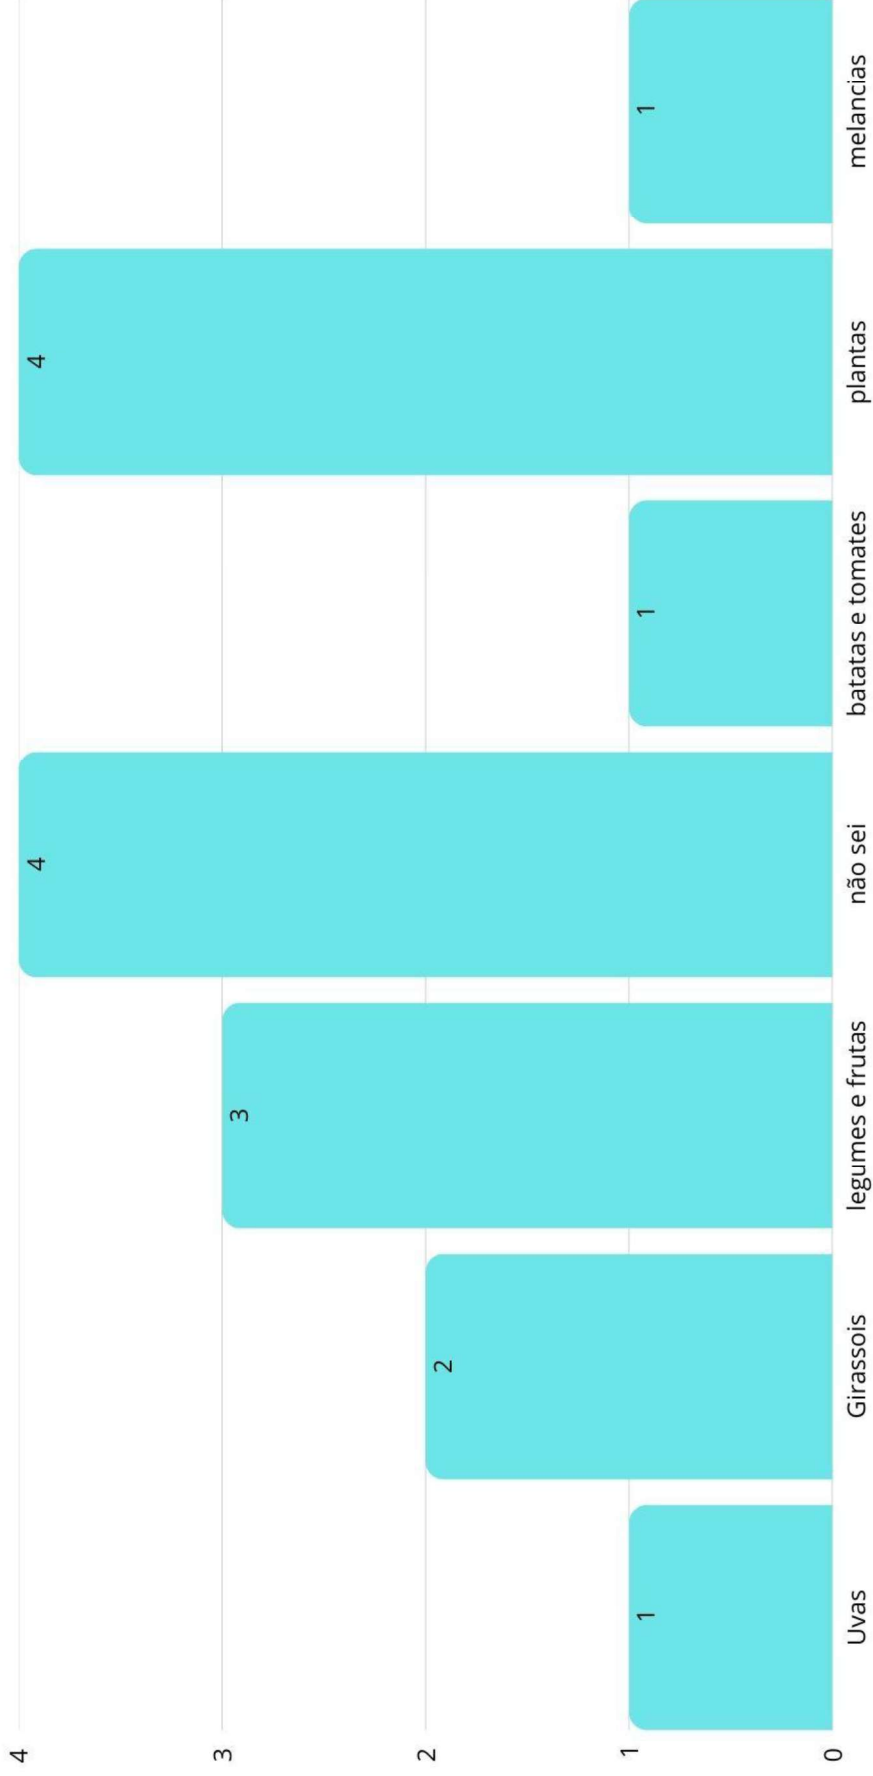 4
3
2
1
0
1
2
3
4
1
4
1
Uvas
Girassois
legumes e frutas
não sei
batatas e tomates
plantas
melancias